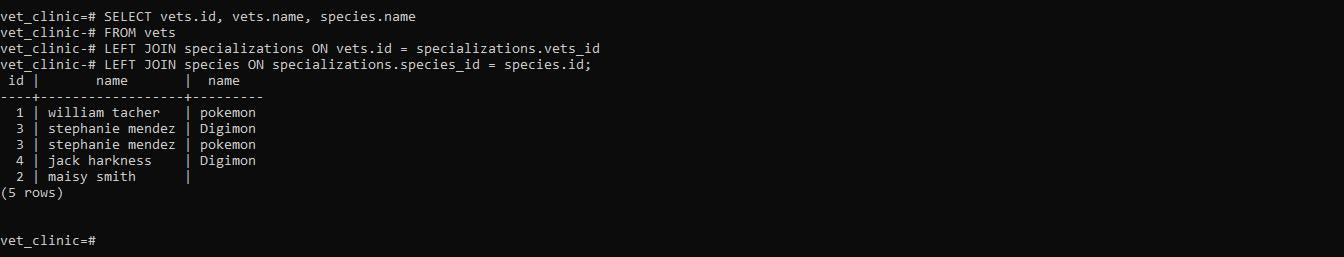 vet_clinic=# SELECT vets.id, vets.name, species.name
vet_clinic-# FROM vets
vet_clinic-# LEFT JOIN specializations ON vets.id = specializations.vets_id
vet_clinic-# LEFT JOIN species ON specializations.species_id = species.id;
 id |       name       |  name
----+------------------+---------
  1 | william tacher   | pokemon
  3 | stephanie mendez | Digimon
  3 | stephanie mendez | pokemon
  4 | jack harkness    | Digimon
  2 | maisy smith      |
(5 rows)
vet_clinic=#